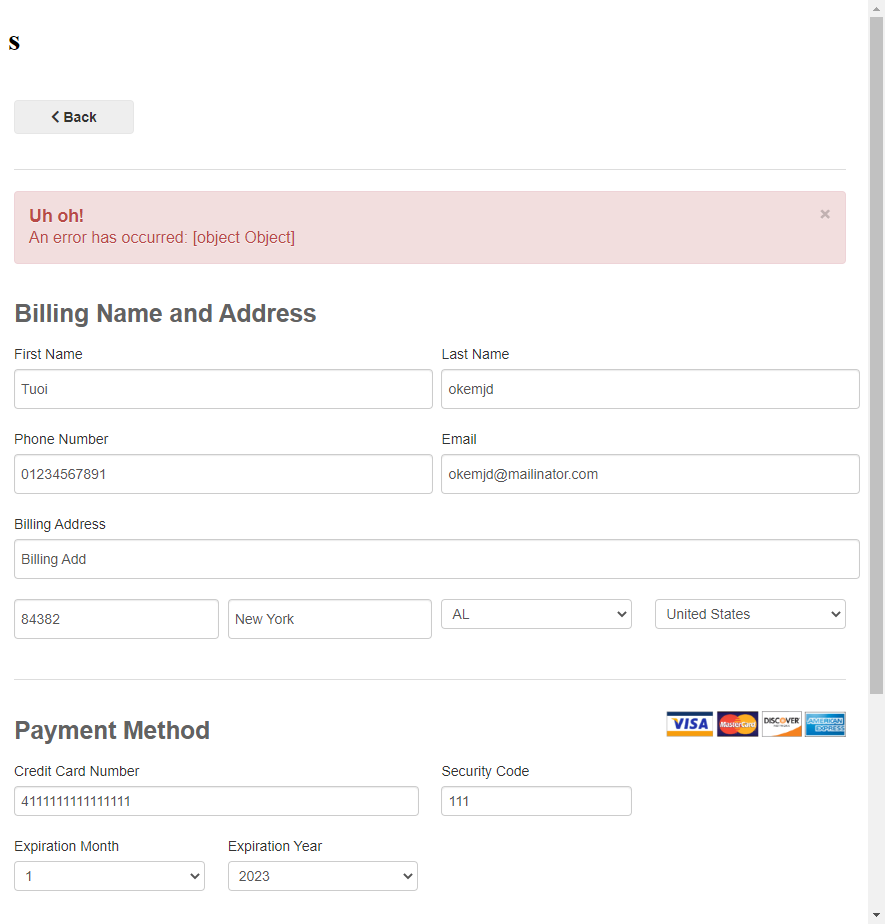 s
Back
Uh oh!
×
An error has occurred: [object Object]
Billing Name and Address
First Name Last Name
Tuoi okemjd
Phone Number Email
01234567891 okemjd@mailinator.com
Billing Address
Billing Add
84382 New York AL United States
Payment Method VISA MasterCard DISCOVER AMERICAN EXPRESS
Credit Card Number Security Code
4111111111111111 111
Expiration Month Expiration Year
1 2023